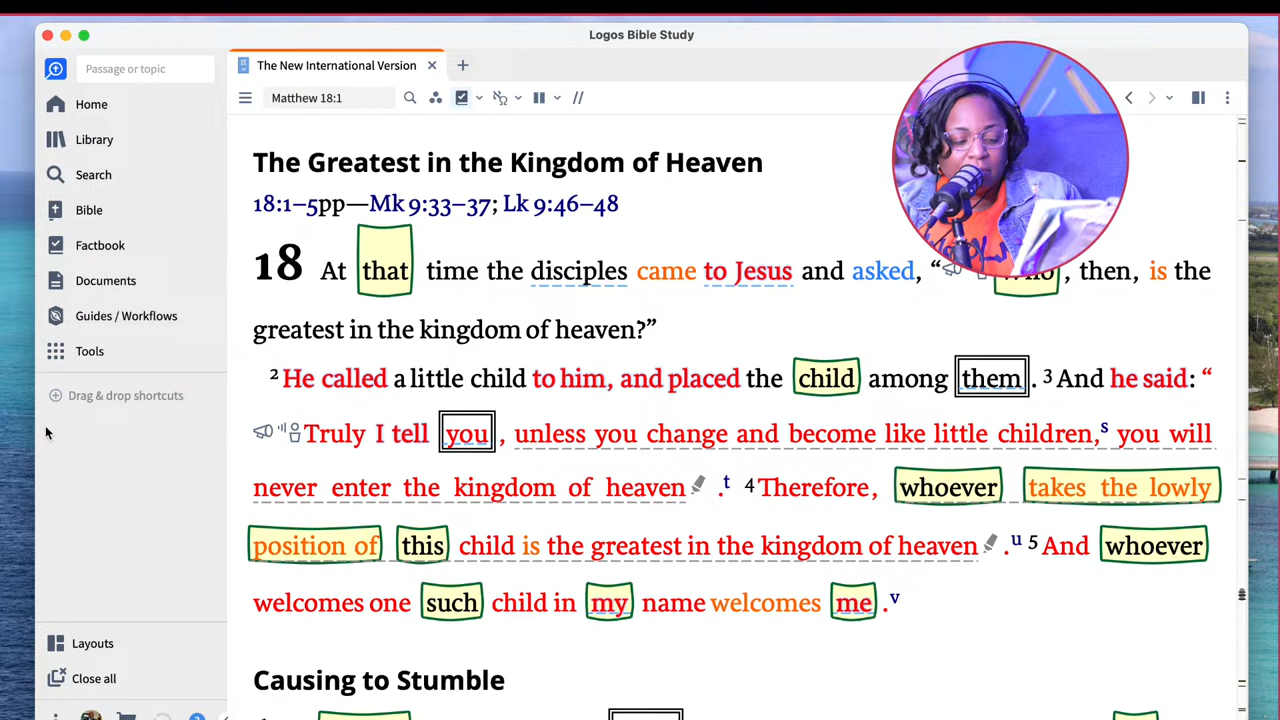 Logos Bible Study
Passage or topic
Home
Library
Search
Bible
Factbook
Documents
Guides / Workflows
Tools
Drag & drop shortcuts
Layouts
Close all
The New International Version
Matthew 18:1
The Greatest in the Kingdom of Heaven
18:1–5pp—Mk 9:33–37; Lk 9:46–48
18 At that time the disciples came to Jesus and asked, “Who, then, is the
greatest in the kingdom of heaven?”
2 He called a little child to him, and placed the child among them. 3 And he said: “
Truly I tell you, unless you change and become like little children,s you will
never enter the kingdom of heaven.t 4 Therefore, whoever takes the lowly
position of this child is the greatest in the kingdom of heaven.u 5 And whoever
welcomes one such child in my name welcomes me.v
Causing to Stumble